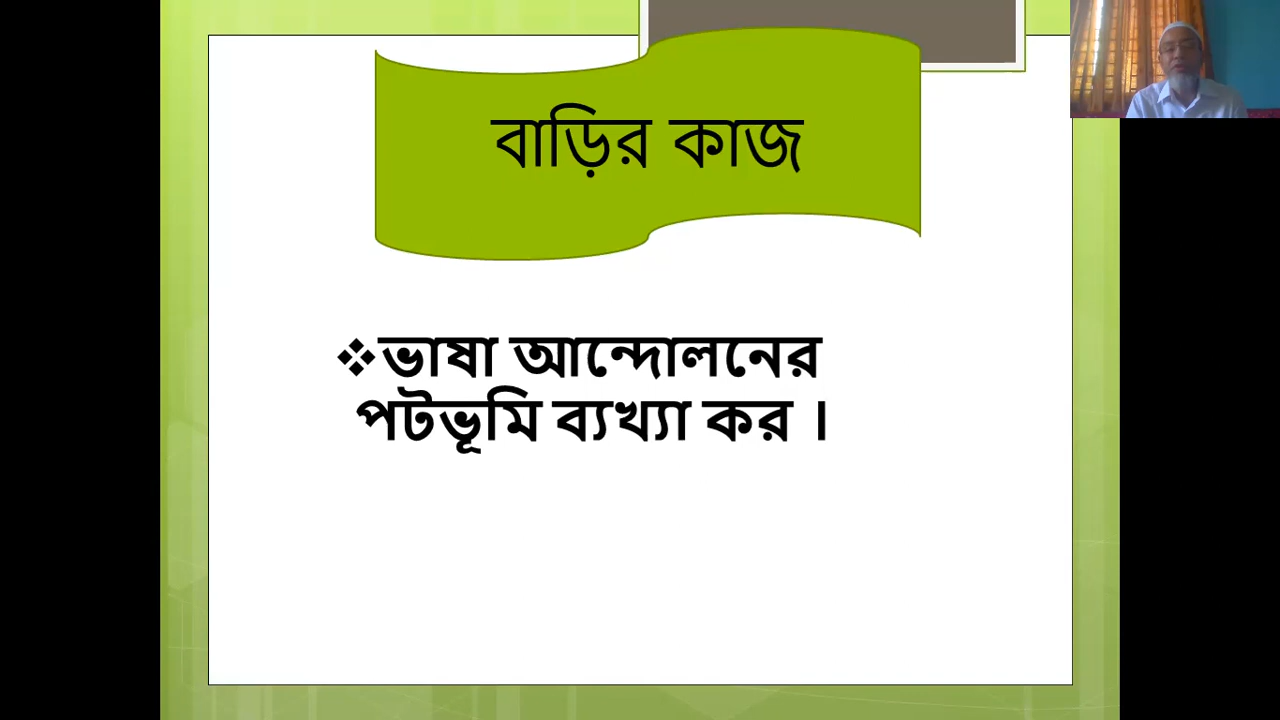 বাড়ির কাজ
❖ভাষা আন্দোলনের
পটভূমি ব্যখ্যা কর ।